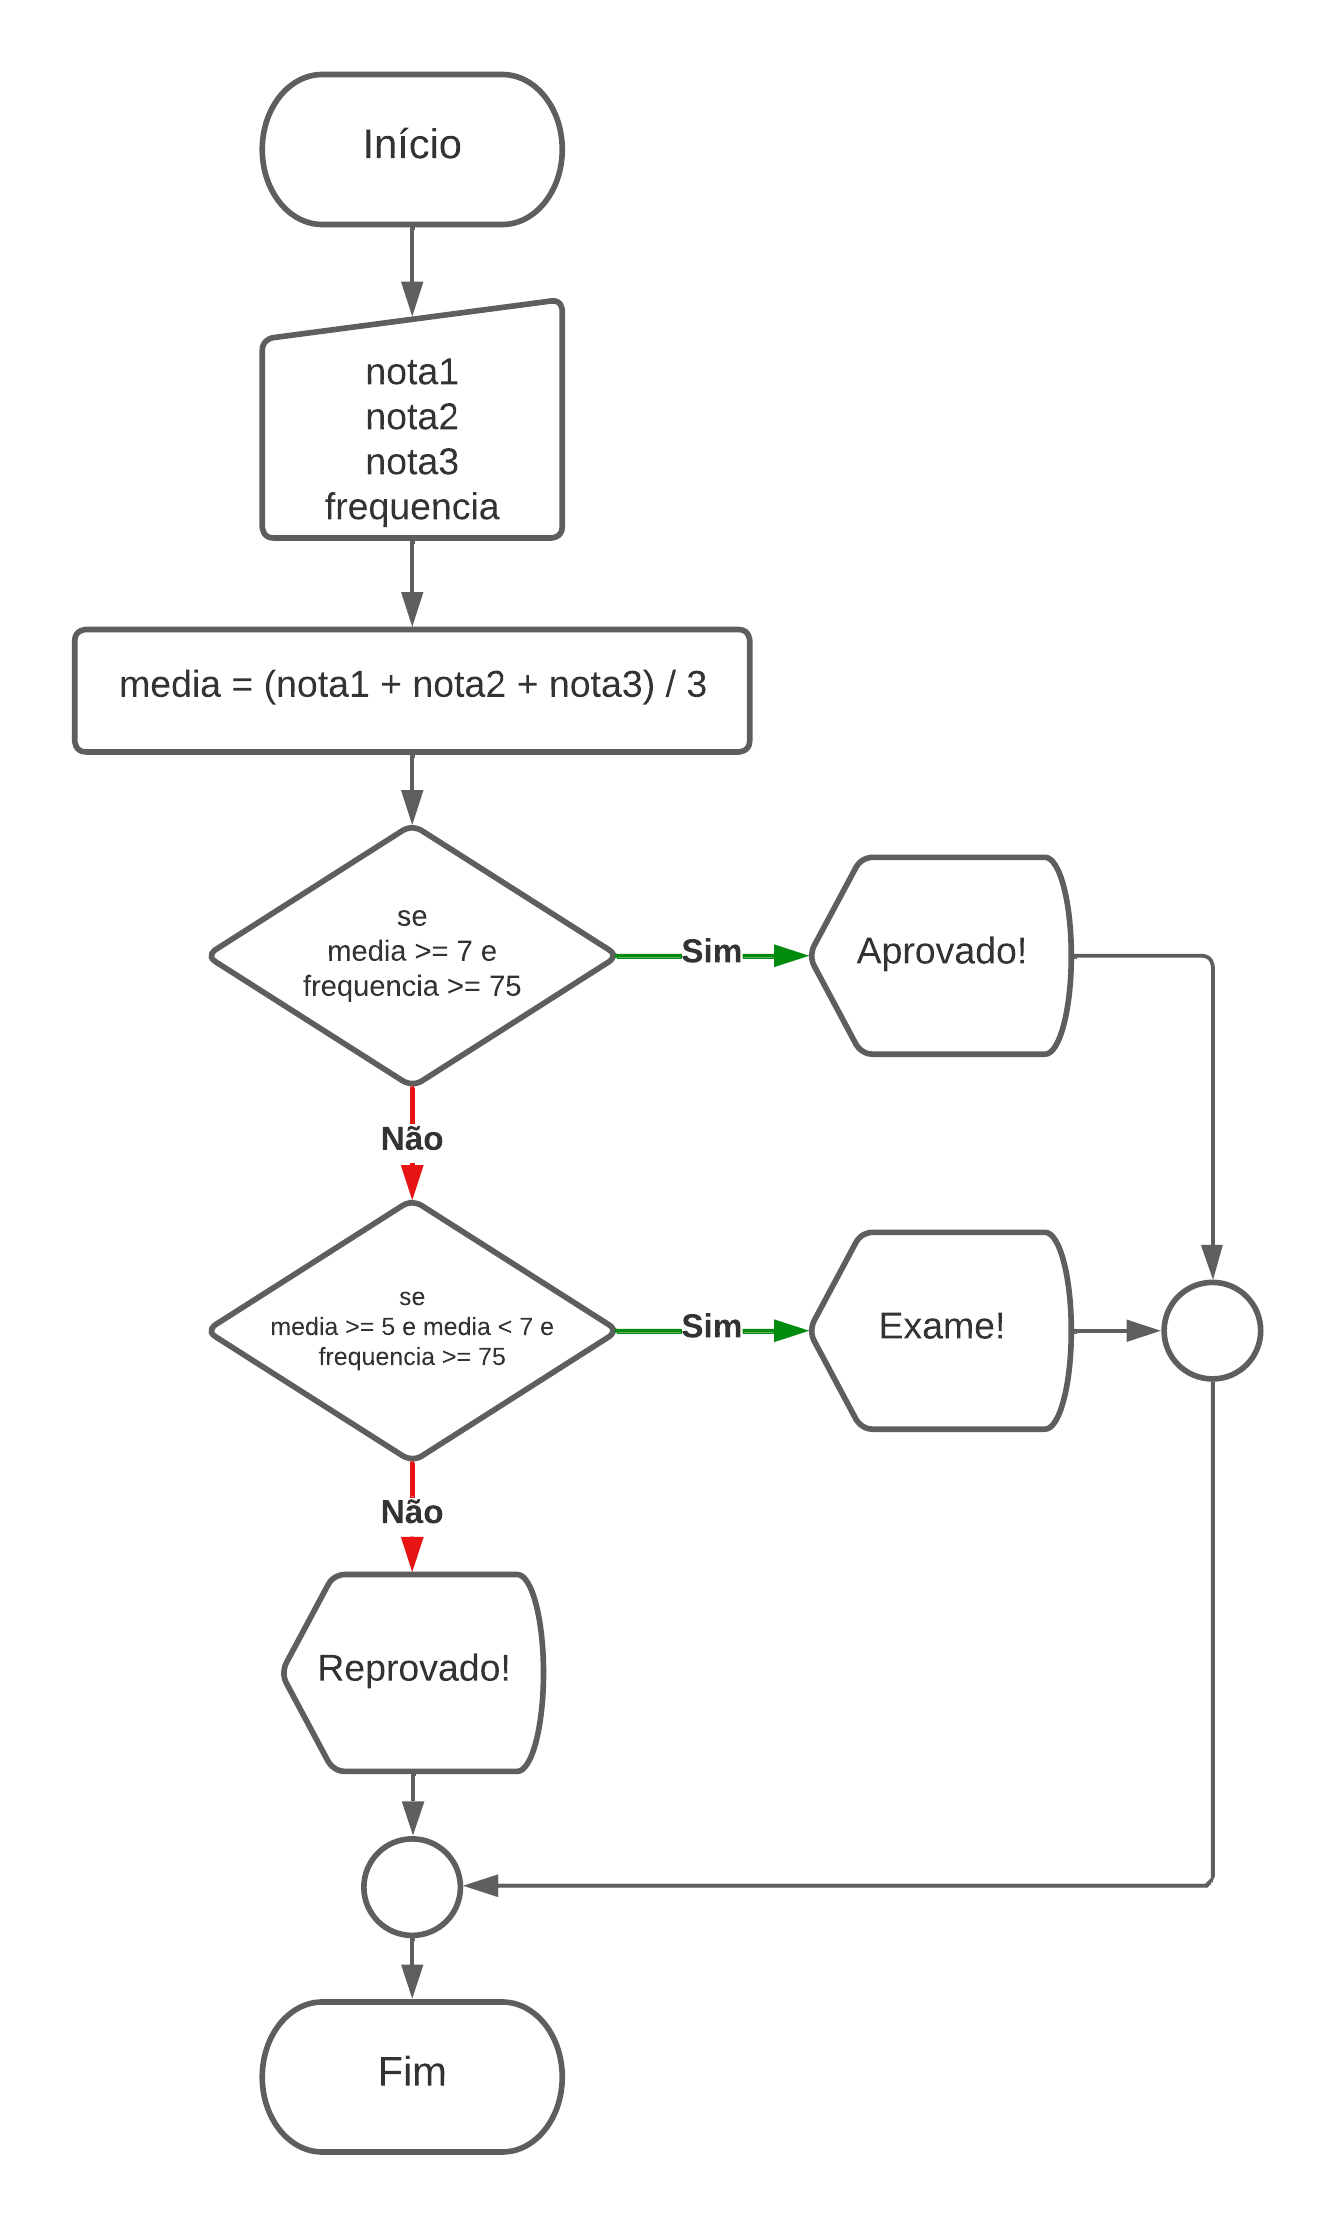 Início
nota1
nota2
nota3
frequencia
media = (nota1 + nota2 + nota3) / 3
se
media >= 7 e
frequencia >= 75
Sim
Aprovado!
Não
se
media >= 5 e media < 7 e
frequencia >= 75
Sim
Exame!
Não
Reprovado!
Fim